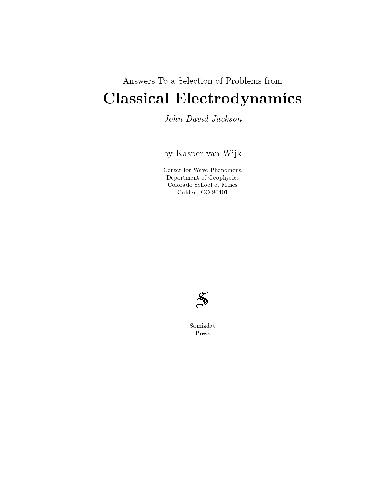 Answers To a Selection of Problems from
Classical Electrodynamics
John David Jackson
by Kasper van Wijk
Center for Wave Phenomena
Department of Geophysics
Colorado School of Mines
Golden, CO 80401
Samizdat
Press